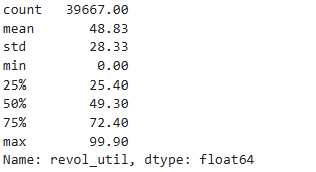 count   39667.00
mean       48.83
std        28.33
min         0.00
25%        25.40
50%        49.30
75%        72.40
max        99.90
Name: revol_util, dtype: float64